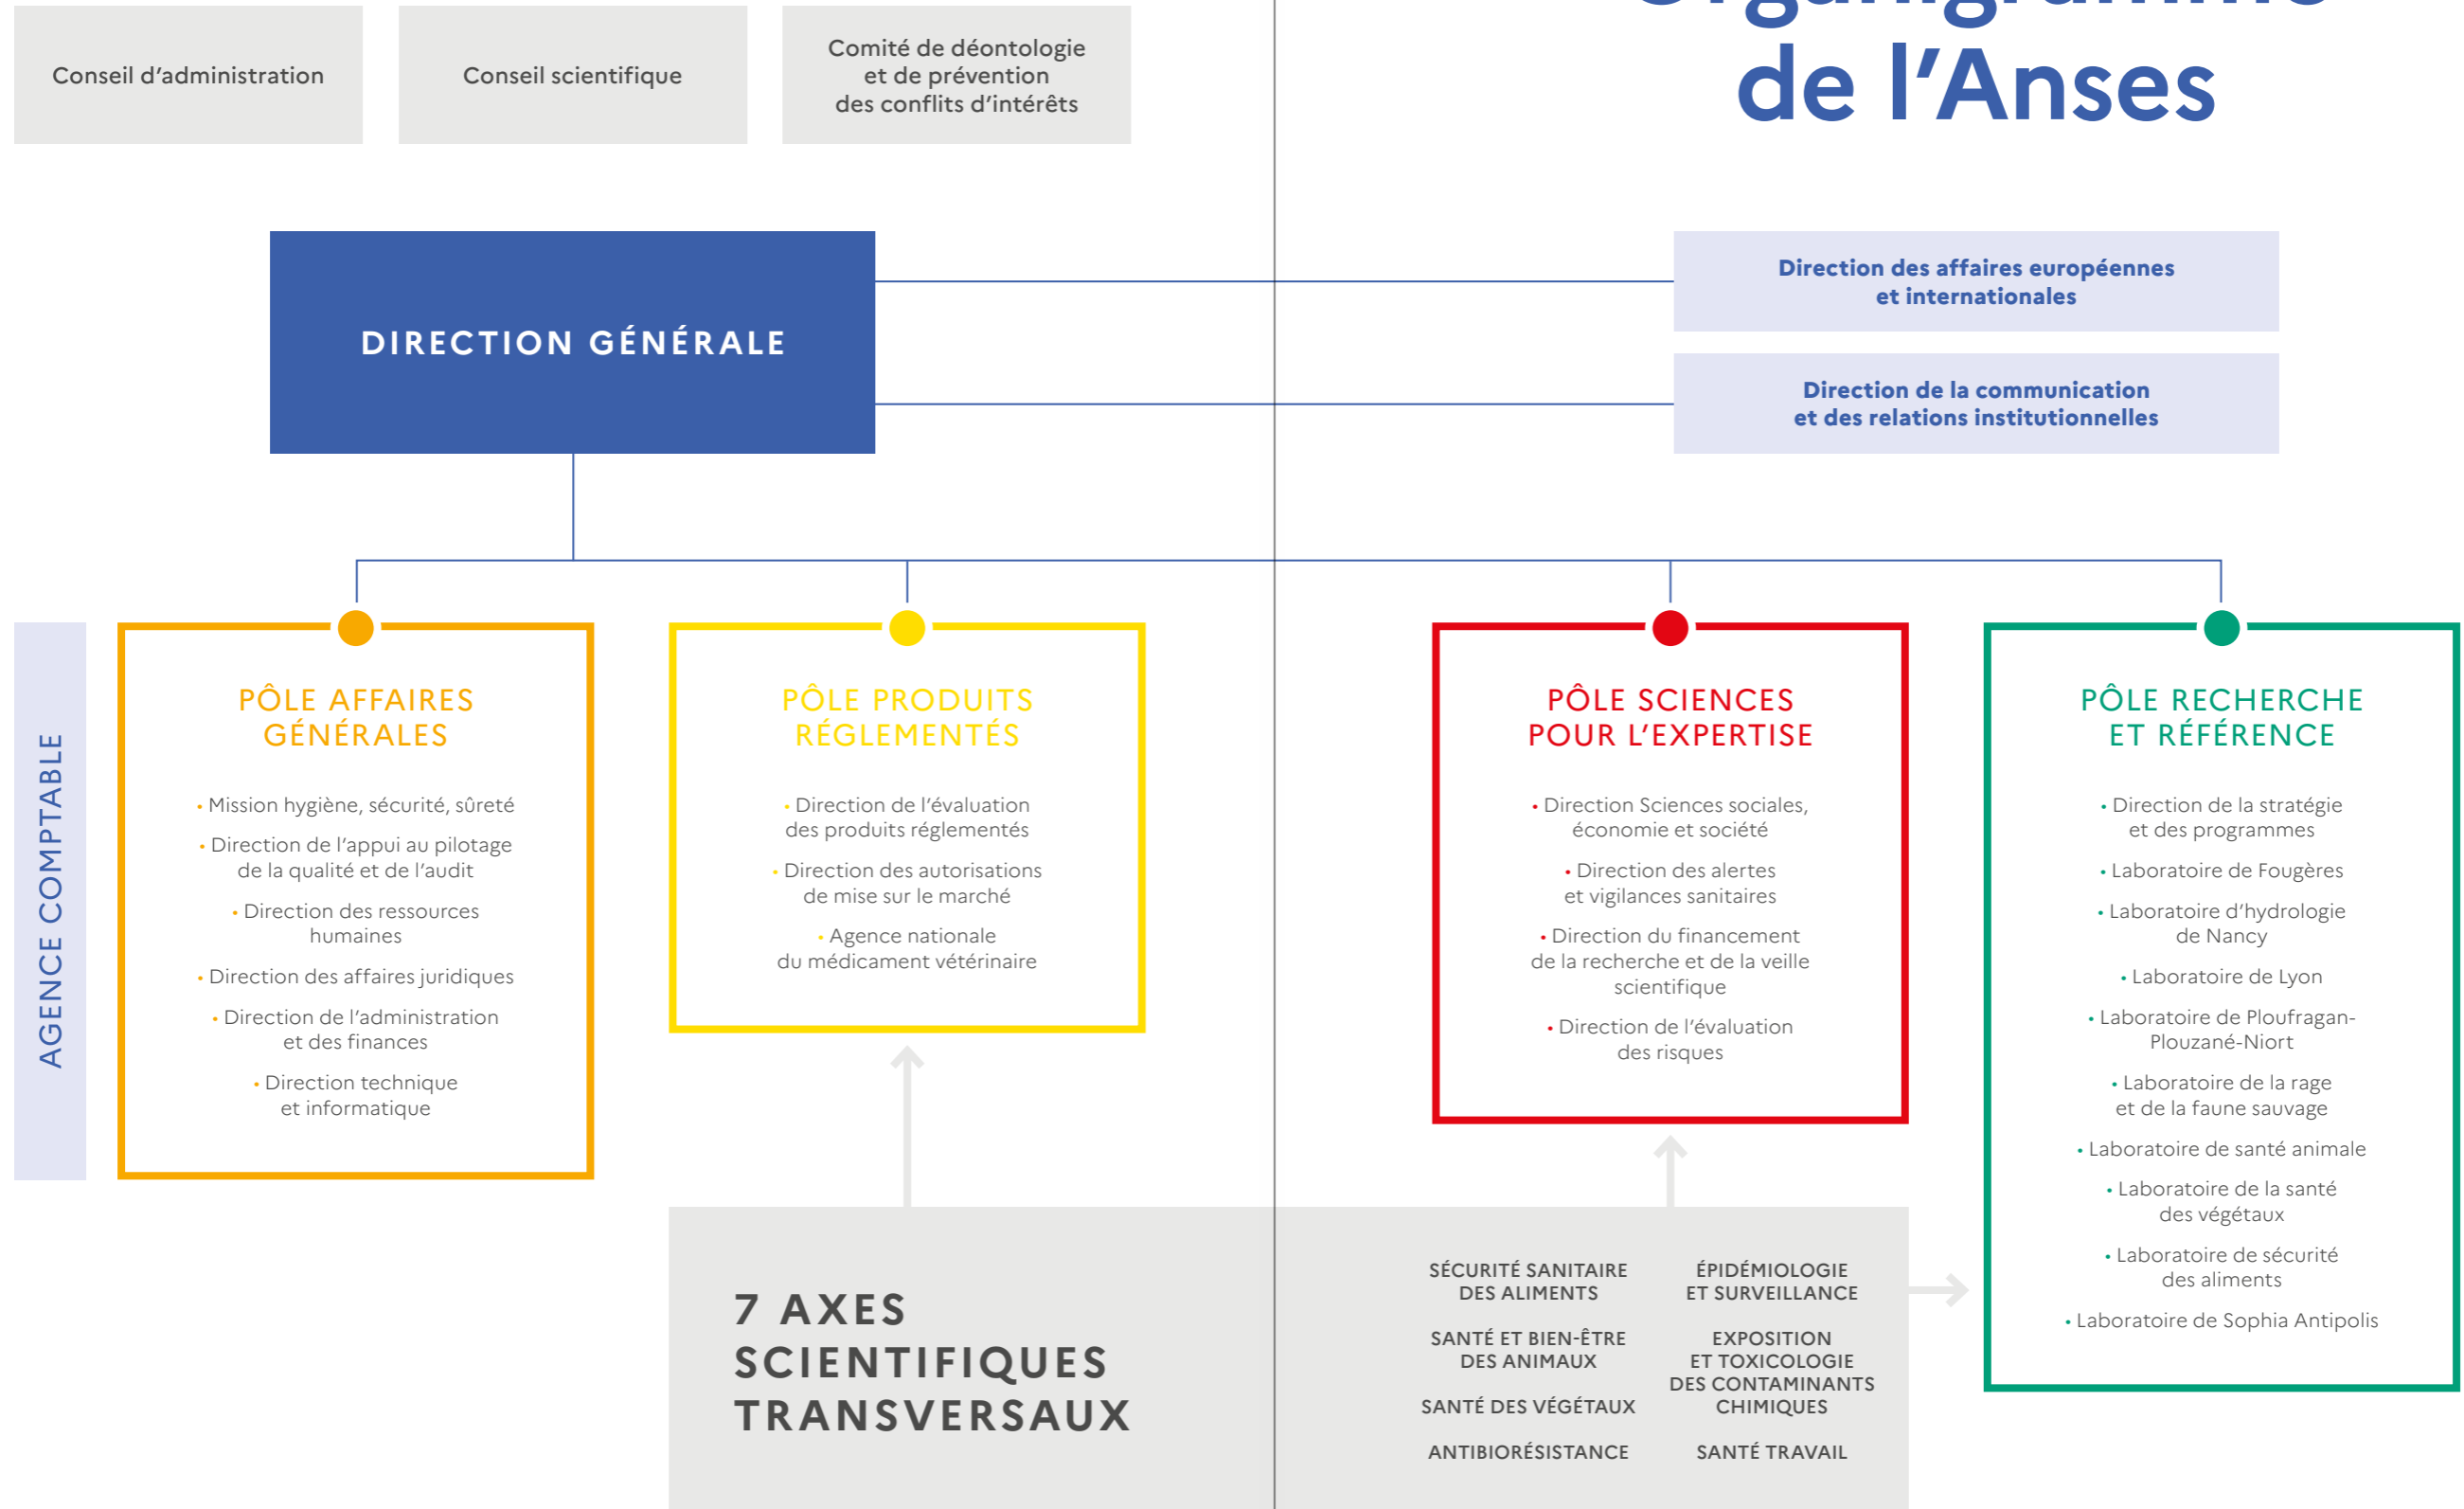 Organigramme
de l'Anses
Conseil d'administration
Conseil scientifique
Comité de déontologie
et de prévention
des conflits d'intérêts
DIRECTION GÉNÉRALE
Direction des affaires européennes
et internationales
Direction de la communication
et des relations institutionnelles
AGENCE COMPTABLE
PÔLE AFFAIRES
GÉNÉRALES
• Mission hygiène, sécurité, sûreté
• Direction de l'appui au pilotage
de la qualité et de l'audit
• Direction des ressources
humaines
• Direction des affaires juridiques
• Direction de l'administration
et des finances
• Direction technique
et informatique
PÔLE PRODUITS
RÉGLEMENTÉS
• Direction de l'évaluation
des produits réglementés
• Direction des autorisations
de mise sur le marché
• Agence nationale
du médicament vétérinaire
PÔLE SCIENCES
POUR L'EXPERTISE
• Direction Sciences sociales,
économie et société
• Direction des alertes
et vigilances sanitaires
• Direction du financement
de la recherche et de la veille
scientifique
• Direction de l'évaluation
des risques
PÔLE RECHERCHE
ET RÉFÉRENCE
• Direction de la stratégie
et des programmes
• Laboratoire de Fougères
• Laboratoire d'hydrologie
de Nancy
• Laboratoire de Lyon
• Laboratoire de Ploufragan-
Plouzané-Niort
• Laboratoire de la rage
et de la faune sauvage
• Laboratoire de santé animale
• Laboratoire de la santé
des végétaux
• Laboratoire de sécurité
des aliments
• Laboratoire de Sophia Antipolis
7 AXES
SCIENTIFIQUES
TRANSVERSAUX
SÉCURITÉ SANITAIRE
DES ALIMENTS
SANTÉ ET BIEN-ÊTRE
DES ANIMAUX
SANTÉ DES VÉGÉTAUX
ANTIBIORÉSISTANCE
ÉPIDÉMIOLOGIE
ET SURVEILLANCE
EXPOSITION
ET TOXICOLOGIE
DES CONTAMINANTS
CHIMIQUES
SANTÉ TRAVAIL